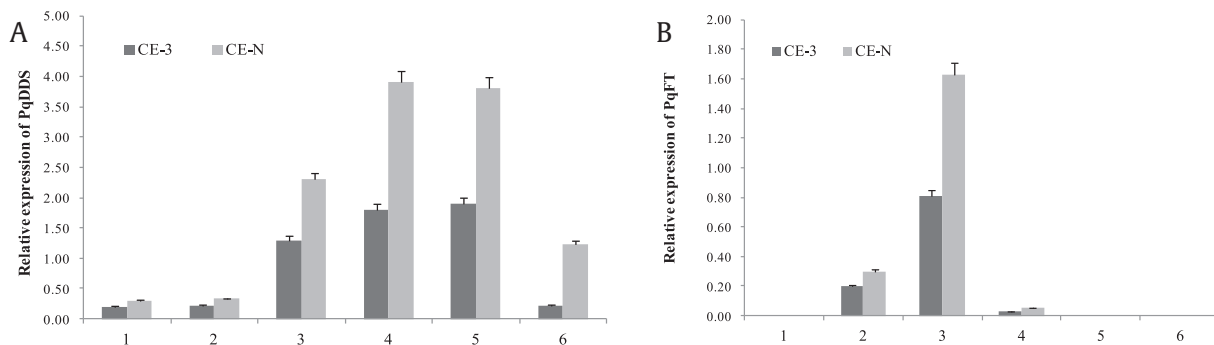 A
Relative expression of PqDDS
5.00
4.50
4.00
3.50
3.00
2.50
2.00
1.50
1.00
0.50
0.00
CE-3 CE-N
1 2 3 4 5 6
B
Relative expression of PqFT
2.00
1.80
1.60
1.40
1.20
1.00
0.80
0.60
0.40
0.20
0.00
CE-3 CE-N
1 2 3 4 5 6